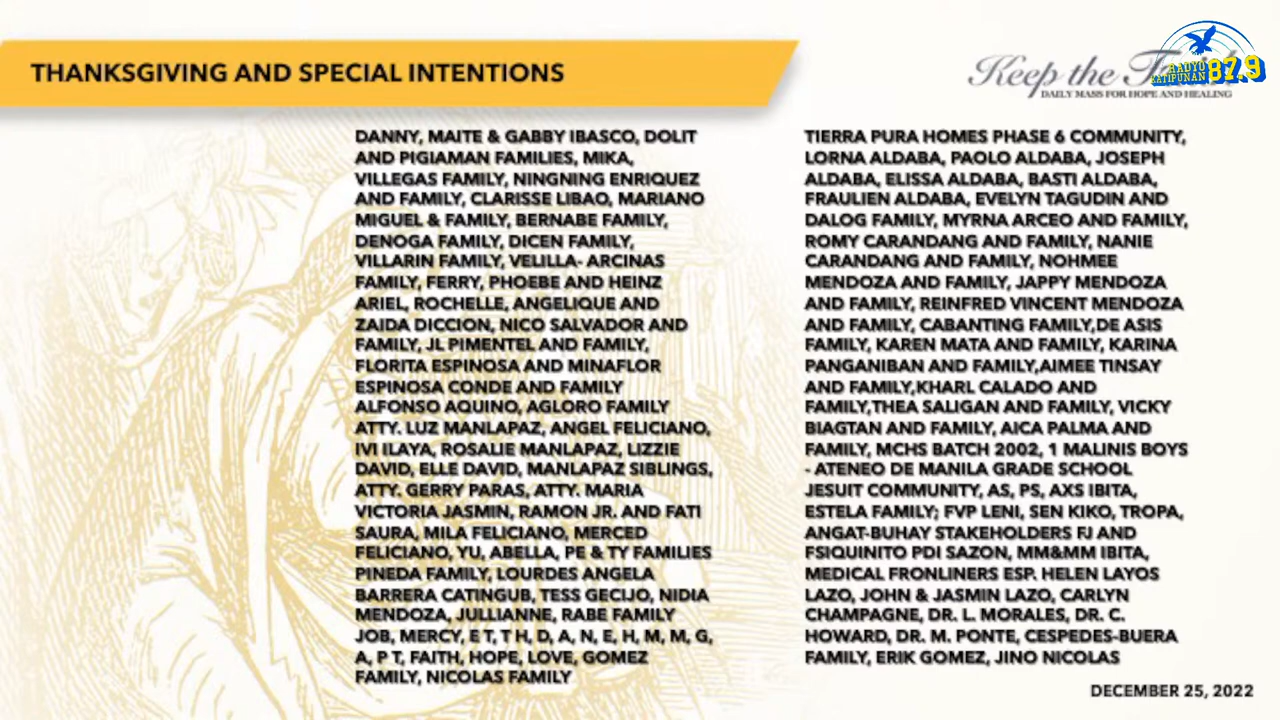 THANKSGIVING AND SPECIAL INTENTIONS
Keep the
DAILY MASS FOR HOPE AND HEALING
RADYO
KATIPUNAN
87.9
DANNY, MAITE & GABBY IBASCO, DOLIT
AND PIGIAMAN FAMILIES, MIKA,
VILLEGAS FAMILY, NINGNING ENRIQUEZ
AND FAMILY, CLARISSE LIBAO, MARIANO
MIGUEL & FAMILY, BERNABE FAMILY,
DENOGA FAMILY, DICEN FAMILY,
VILLARIN FAMILY, VELILLA- ARCINAS
FAMILY, FERRY, PHOEBE AND HEINZ
ARIEL, ROCHELLE, ANGELIQUE AND
ZAIDA DICCION, NICO SALVADOR AND
FAMILY, JL PIMENTEL AND FAMILY,
FLORITA ESPINOSA AND MINAFLOR
ESPINOSA CONDE AND FAMILY
ALFONSO AQUINO, AGLORO FAMILY
ATTY. LUZ MANLAPAZ, ANGEL FELICIANO,
IVI ILAYA, ROSALIE MANLAPAZ, LIZZIE
DAVID, ELLE DAVID, MANLAPAZ SIBLINGS,
ATTY. GERRY PARAS, ATTY. MARIA
VICTORIA JASMIN, RAMON JR. AND FATI
SAURA, MILA FELICIANO, MERCED
FELICIANO, YU, ABELLA, PE & TY FAMILIES
PINEDA FAMILY, LOURDES ANGELA
BARRERA CATINGUB, TESS GECIJO, NIDIA
MENDOZA, JULLIANNE, RABE FAMILY
JOB, MERCY, E T, T H, D, A, N, E, H, M, M, G,
A, P T, FAITH, HOPE, LOVE, GOMEZ
FAMILY, NICOLAS FAMILY
TIERRA PURA HOMES PHASE 6 COMMUNITY,
LORNA ALDABA, PAOLO ALDABA, JOSEPH
ALDABA, ELISSA ALDABA, BASTI ALDABA,
FRAULIEN ALDABA, EVELYN TAGUDIN AND
DALOG FAMILY, MYRNA ARCEO AND FAMILY,
ROMY CARANDANG AND FAMILY, NANIE
CARANDANG AND FAMILY, NOHMEE
MENDOZA AND FAMILY, JAPPY MENDOZA
AND FAMILY, REINFRED VINCENT MENDOZA
AND FAMILY, CABANTING FAMILY,DE ASIS
FAMILY, KAREN MATA AND FAMILY, KARINA
PANGANIBAN AND FAMILY,AIMEE TINSAY
AND FAMILY,KHARL CALADO AND
FAMILY,THEA SALIGAN AND FAMILY, VICKY
BIAGTAN AND FAMILY, AICA PALMA AND
FAMILY, MCHS BATCH 2002, 1 MALINIS BOYS
- ATENEO DE MANILA GRADE SCHOOL
JESUIT COMMUNITY, AS, PS, AXS IBITA,
ESTELA FAMILY; FVP LENI, SEN KIKO, TROPA,
ANGAT-BUHAY STAKEHOLDERS FJ AND
FSIQUINITO PDI SAZON, MM&MM IBITA,
MEDICAL FRONLINERS ESP. HELEN LAYOS
LAZO, JOHN & JASMIN LAZO, CARLYN
CHAMPAGNE, DR. L. MORALES, DR. C.
HOWARD, DR. M. PONTE, CESPEDES-BUERA
FAMILY, ERIK GOMEZ, JINO NICOLAS
DECEMBER 25, 2022